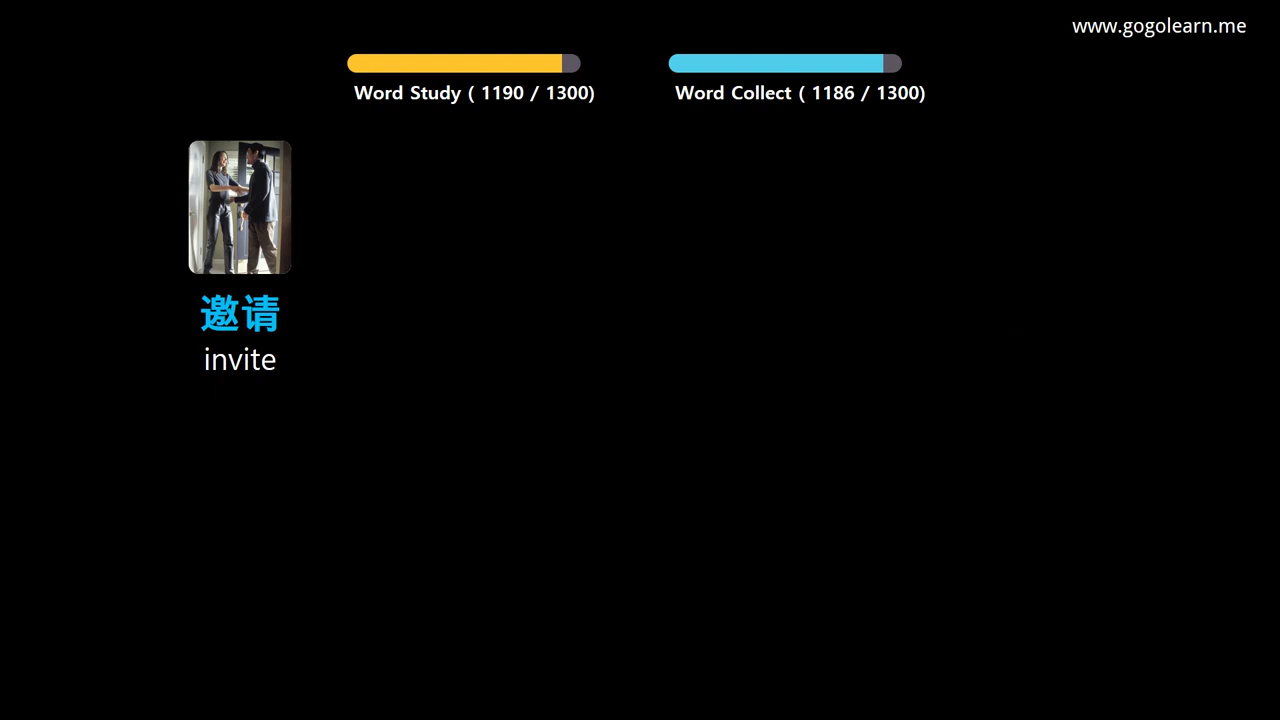 www.gogolearn.me
Word Study ( 1190 / 1300)
Word Collect ( 1186 / 1300)
邀请
invite